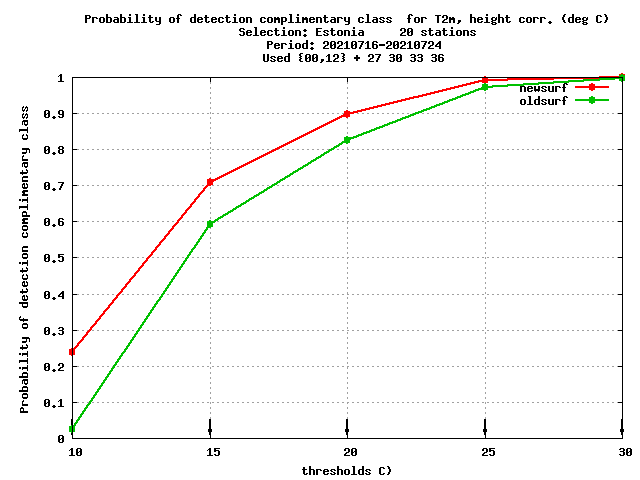 Probability of detection complimentary class  for T2m, height corr. (deg C)
Selection: Estonia     20 stations
Period: 20210716-20210724
Used {00,12} + 27 30 33 36
Probability of detection complimentary class
1
0.9
0.8
0.7
0.6
0.5
0.4
0.3
0.2
0.1
0
newsurf
oldsurf
10 15 20 25 30
thresholds C)